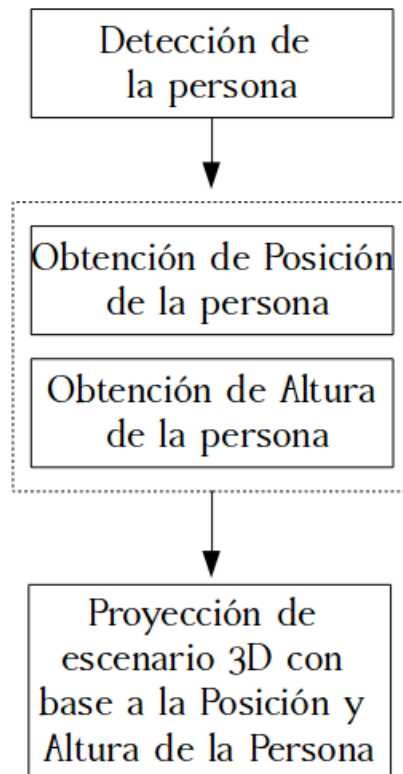 Detección de
la persona
Obtención de Posición
de la persona
Obtención de Altura
de la persona
Proyección de
escenario 3D con
base a la Posición y
Altura de la Persona